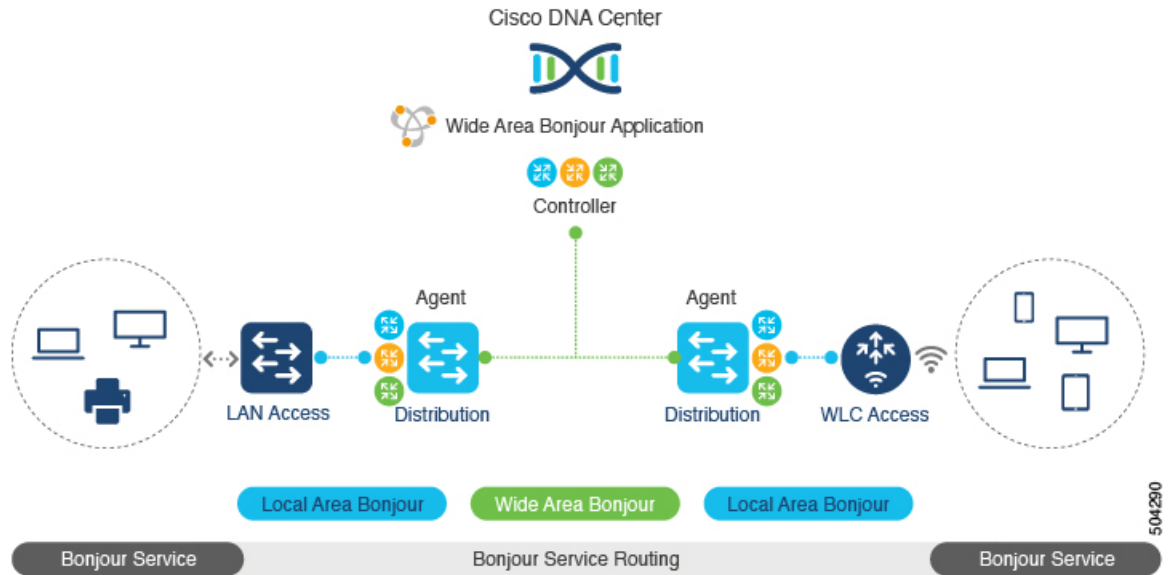 Cisco DNA Center
Wide Area Bonjour Application
Controller
Agent
Agent
LAN Access
Distribution
Distribution
WLC Access
Local Area Bonjour
Wide Area Bonjour
Local Area Bonjour
504290
Bonjour Service
Bonjour Service Routing
Bonjour Service